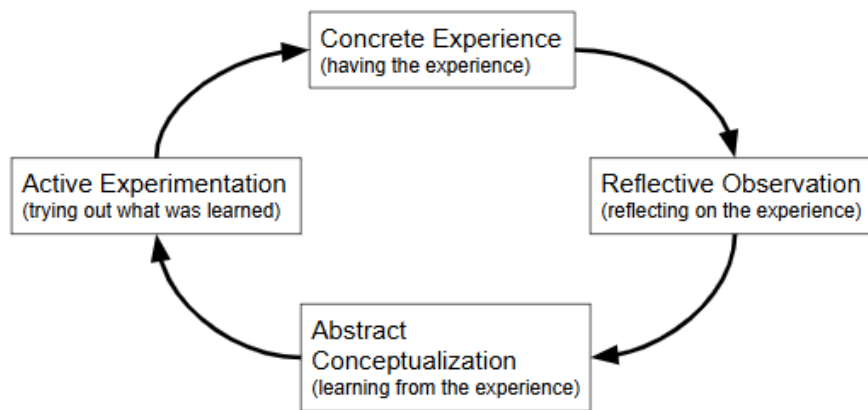 Concrete Experience
(having the experience)
Active Experimentation
(trying out what was learned)
Reflective Observation
(reflecting on the experience)
Abstract
Conceptualization
(learning from the experience)